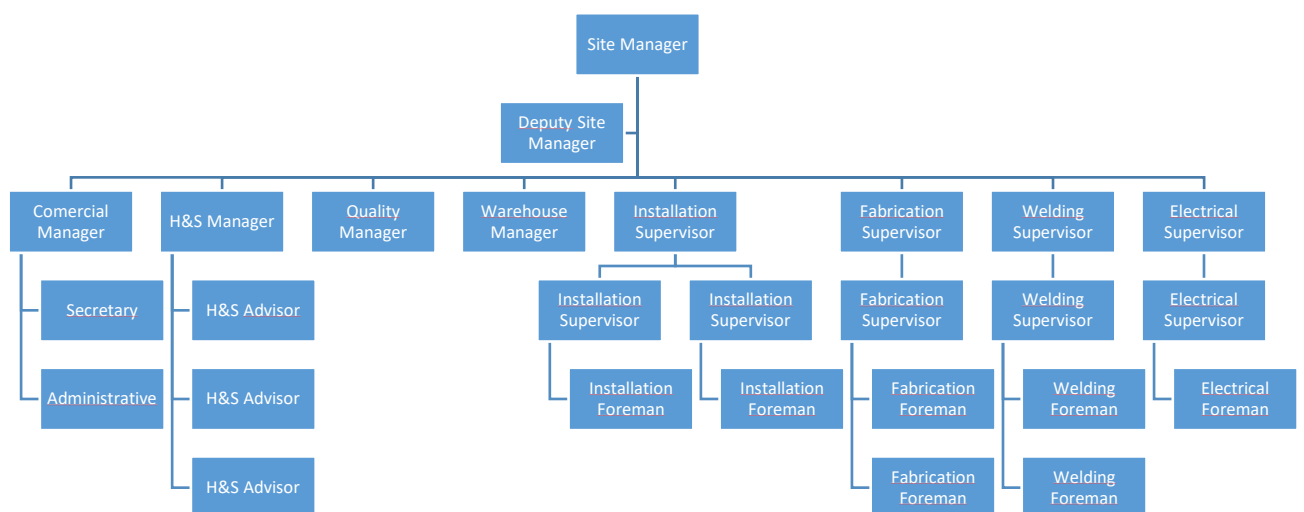 Site Manager
Deputy Site
Manager
Comercial
Manager
H&S Manager
Quality
Manager
Warehouse
Manager
Installation
Supervisor
Fabrication
Supervisor
Welding
Supervisor
Electrical
Supervisor
Secretary
H&S Advisor
Installation
Supervisor
Installation
Supervisor
Fabrication
Supervisor
Welding
Supervisor
Electrical
Supervisor
Administrative
H&S Advisor
Installation
Foreman
Installation
Foreman
Fabrication
Foreman
Welding
Foreman
Electrical
Foreman
H&S Advisor
Fabrication
Foreman
Welding
Foreman